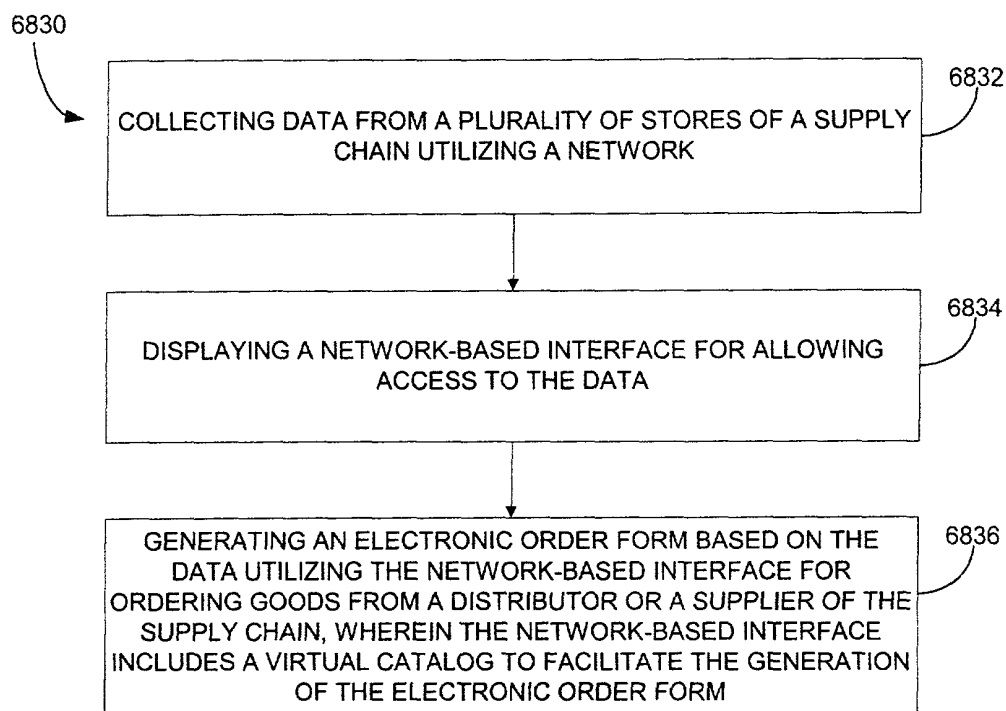 6830
6832
COLLECTING DATA FROM A PLURALITY OF STORES OF A SUPPLY
CHAIN UTILIZING A NETWORK
6834
DISPLAYING A NETWORK-BASED INTERFACE FOR ALLOWING
ACCESS TO THE DATA
6836
GENERATING AN ELECTRONIC ORDER FORM BASED ON THE
DATA UTILIZING THE NETWORK-BASED INTERFACE FOR
ORDERING GOODS FROM A DISTRIBUTOR OR A SUPPLIER OF THE
SUPPLY CHAIN, WHEREIN THE NETWORK-BASED INTERFACE
INCLUDES A VIRTUAL CATALOG TO FACILITATE THE GENERATION
OF THE ELECTRONIC ORDER FORM